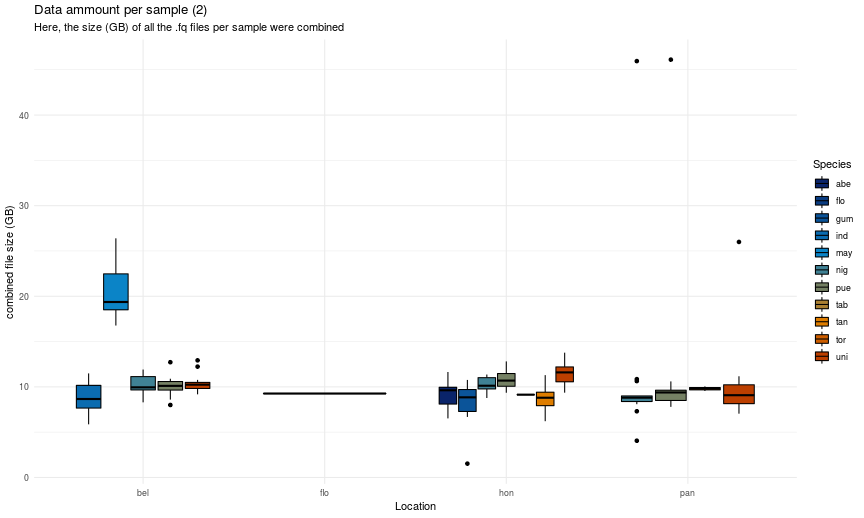 Data ammount per sample (2)
Here, the size (GB) of all the .fq files per sample were combined
combined file size (GB)
40
30
20
10
0
bel
flo
hon
pan
Location
Species
abe
flo
gum
ind
may
nig
pue
tab
tan
tor
uni